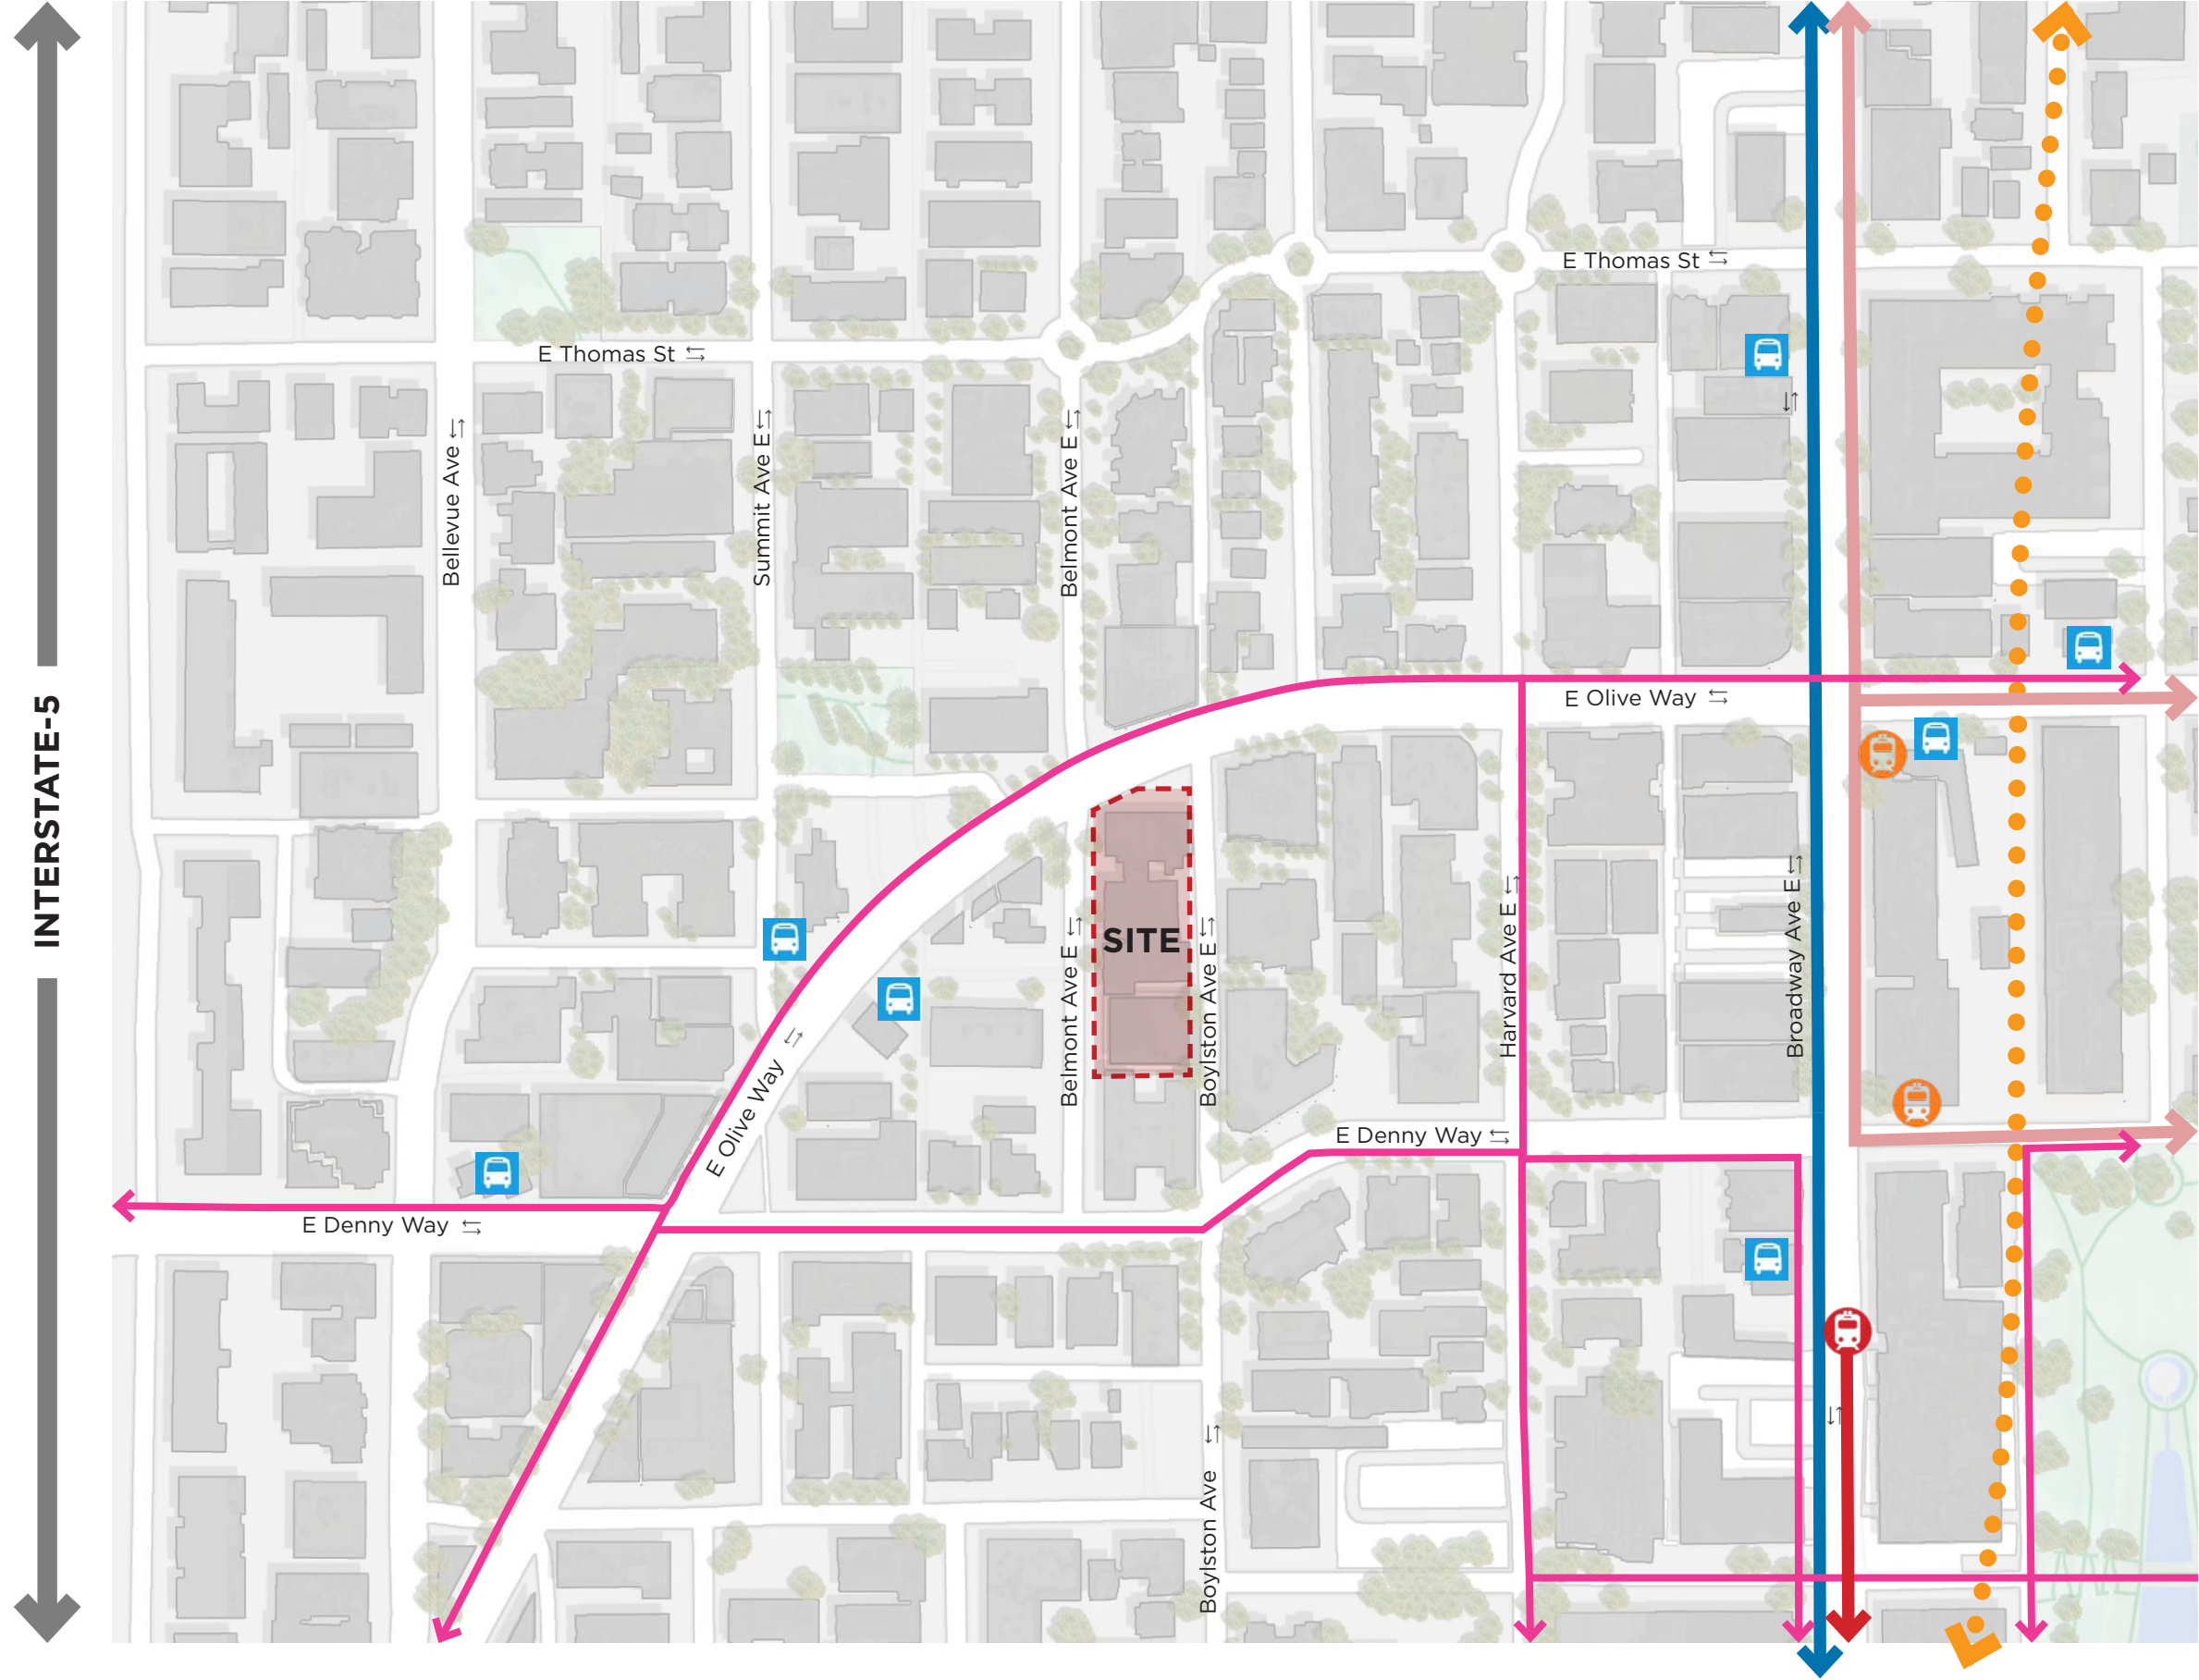 E Thomas St
E Thomas St
Bellevue Ave
Summit Ave E
Belmont Ave E
INTERSTATE-5
E Olive Way
SITE
Belmont Ave E
Boylston Ave E
Harvard Ave E
Broadway Ave E
E Olive Way
E Denny Way
E Denny Way
Boylston Ave